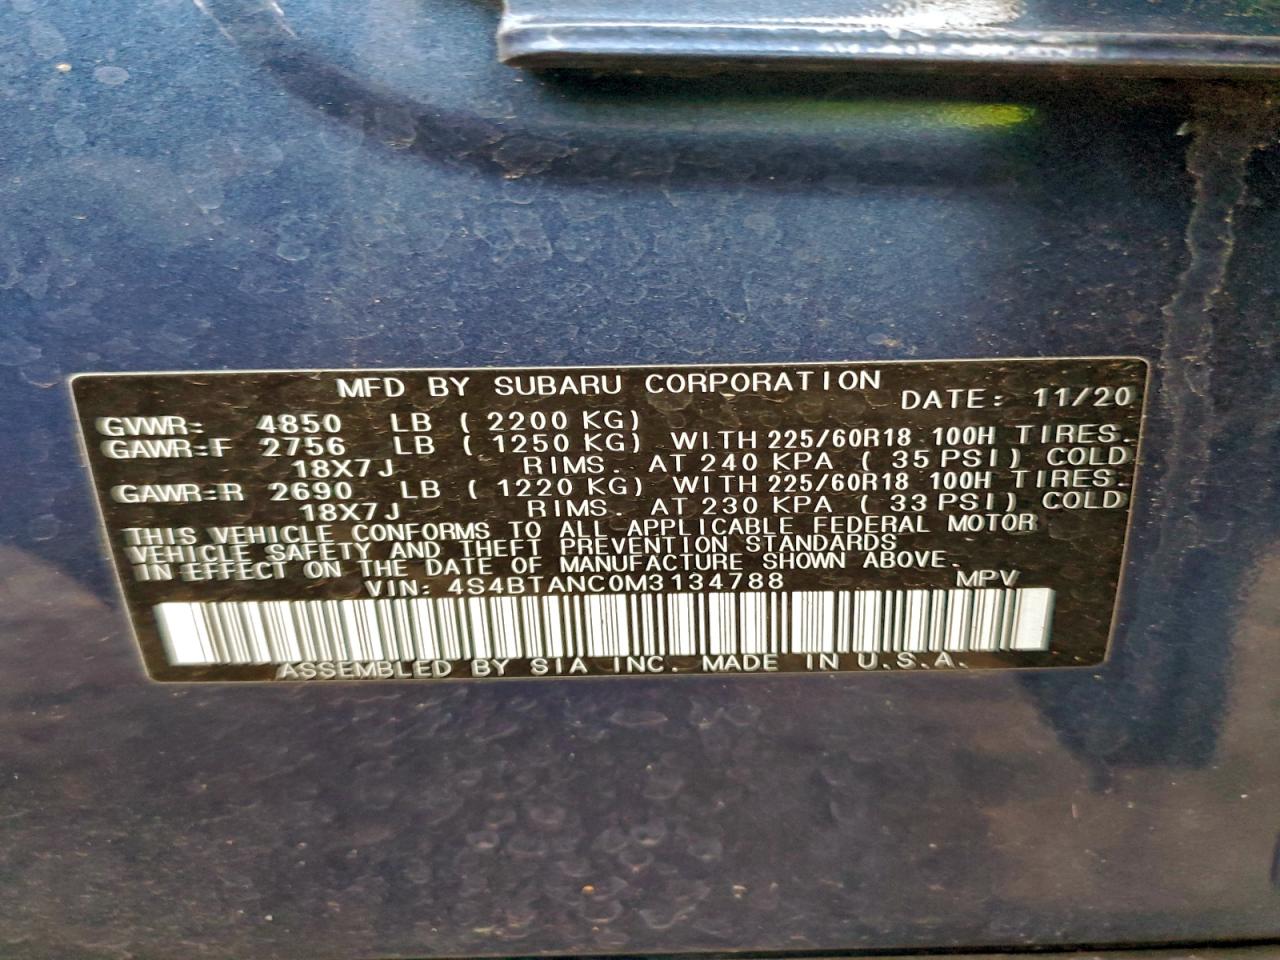 MFD BY SUBARU CORPORATION DATE: 11/20
GVWR: 4850 LB ( 2200 KG)
GAWR:F 2756 LB ( 1250 KG) WITH 225/60R18 100H TIRES.
18X7J RIMS. AT 240 KPA ( 35 PSI) COLD
GAWR:R 2690 LB ( 1220 KG) WITH 225/60R18 100H TIRES.
18X7J RIMS. AT 230 KPA ( 33 PSI) COLD
THIS VEHICLE CONFORMS TO ALL APPLICABLE FEDERAL MOTOR
VEHICLE SAFETY AND THEFT PREVENTION STANDARDS
IN EFFECT ON THE DATE OF MANUFACTURE SHOWN ABOVE.
VIN: 4S4BTANC0M3134788 MPV
ASSEMBLED BY SIA INC. MADE IN U.S.A.